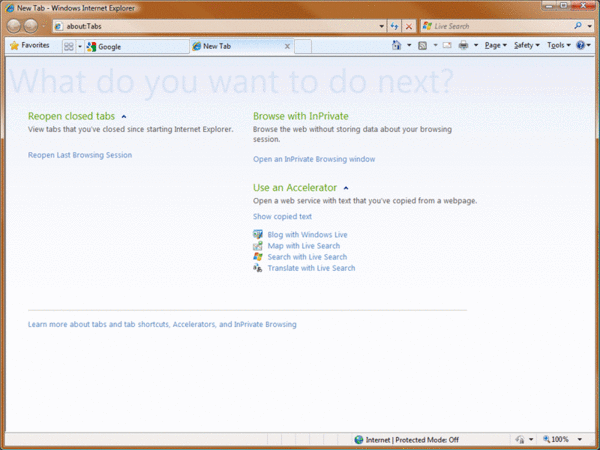 New Tab - Windows Internet Explorer
about:Tabs
Live Search
Favorites
Google
New Tab
Page
Safety
Tools
What do you want to do next?
Reopen closed tabs
View tabs that you've closed since starting Internet Explorer.
Reopen Last Browsing Session
Browse with InPrivate
Browse the web without storing data about your browsing
session.
Open an InPrivate Browsing window
Use an Accelerator
Open a web service with text that you've copied from a webpage.
Show copied text
Blog with Windows Live
Map with Live Search
Search with Live Search
Translate with Live Search
Learn more about tabs and tab shortcuts, Accelerators, and InPrivate Browsing
Internet | Protected Mode: Off
100%